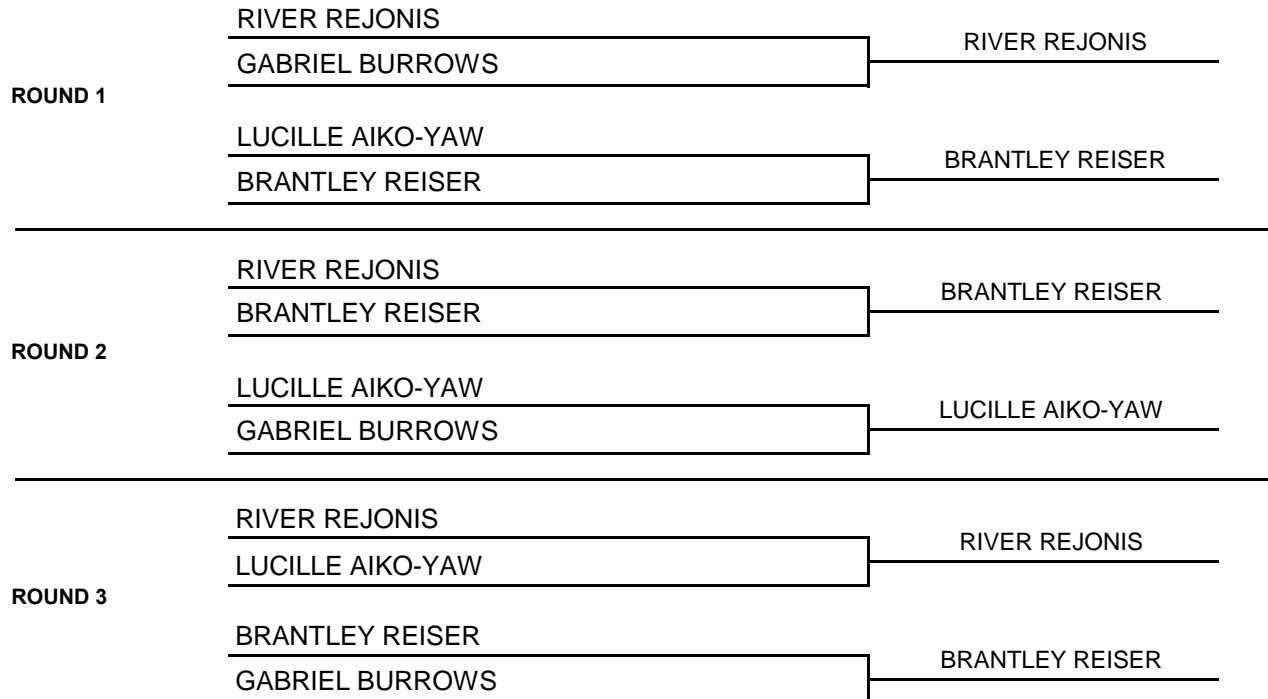 RIVER REJONIS
RIVER REJONIS
GABRIEL BURROWS
ROUND 1
LUCILLE AIKO-YAW
BRANTLEY REISER
BRANTLEY REISER
RIVER REJONIS
BRANTLEY REISER
BRANTLEY REISER
ROUND 2
LUCILLE AIKO-YAW
LUCILLE AIKO-YAW
GABRIEL BURROWS
RIVER REJONIS
RIVER REJONIS
LUCILLE AIKO-YAW
ROUND 3
BRANTLEY REISER
BRANTLEY REISER
GABRIEL BURROWS